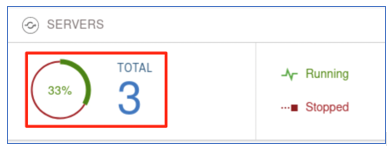 SERVERS
33%
TOTAL
3
Running
Stopped